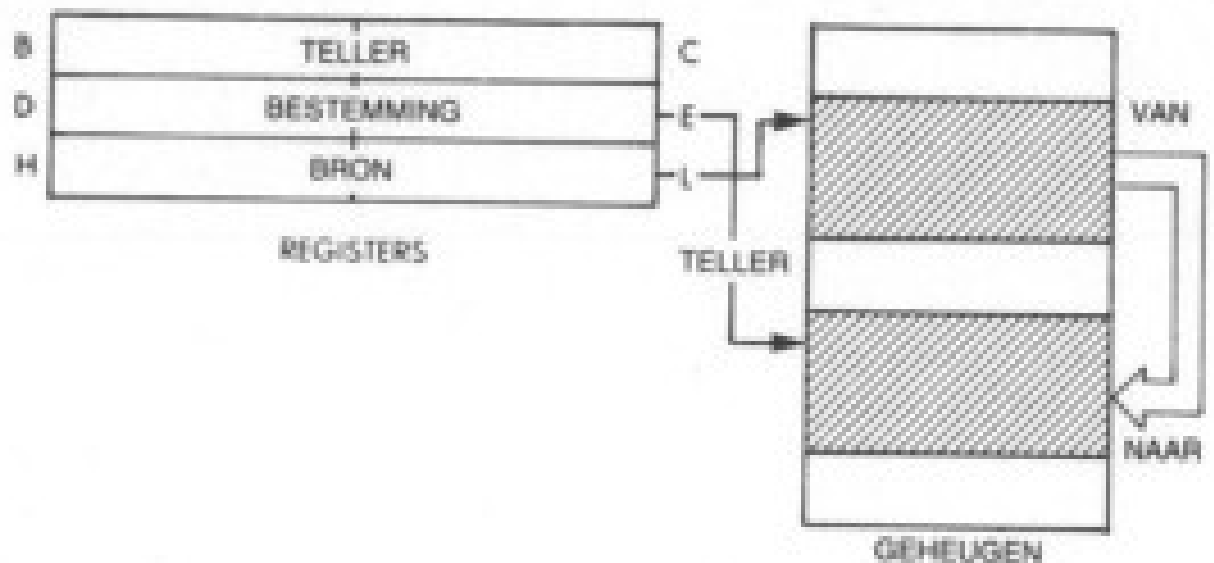 B TELLER C
D BESTEMMING E
H BRON L
REGISTERS
TELLER
VAN
NAAR
GEHEUGEN